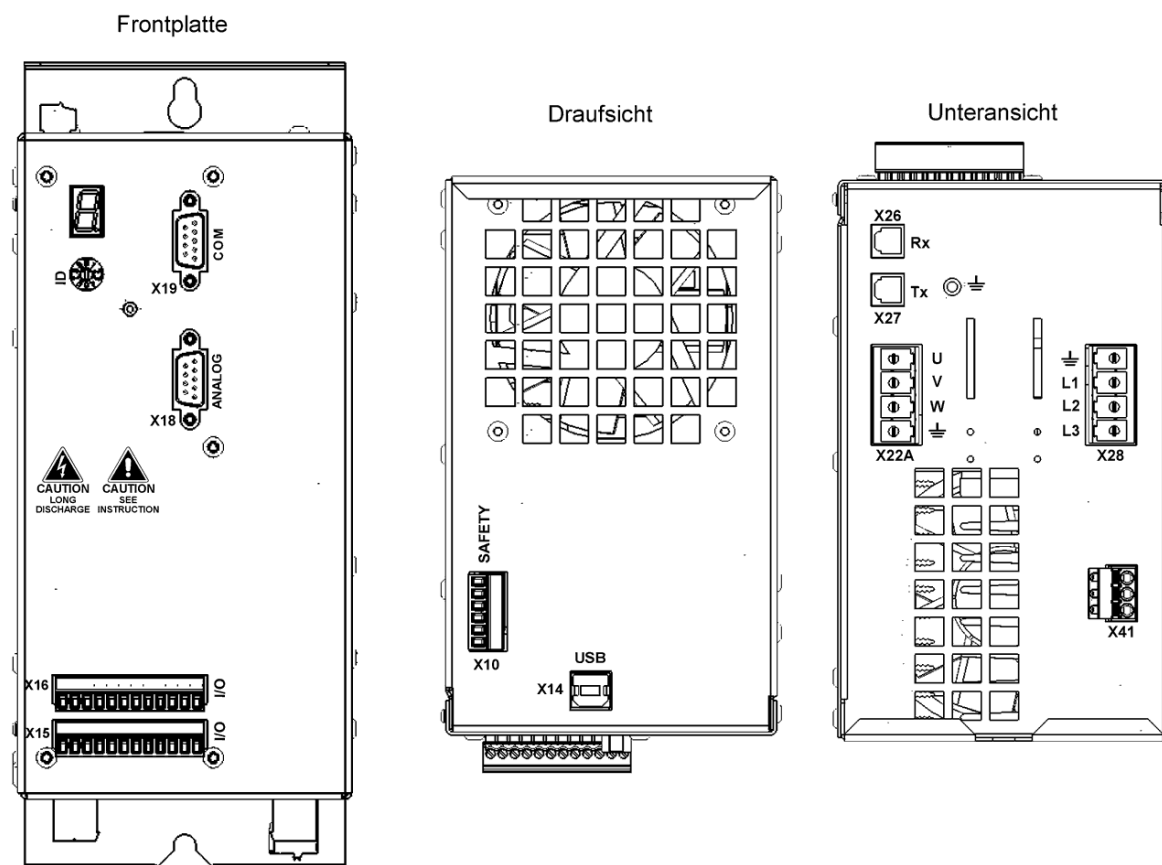 Frontplatte
ID
X19
COM
X18
ANALOG
CAUTION
LONG
DISCHARGE
CAUTION
SEE
INSTRUCTION
X16
I/O
X15
I/O
Draufsicht
SAFETY
X10
USB
X14
Unteransicht
X26
Rx
Tx
X27
U
V
W
X22A
L1
L2
L3
X28
X41